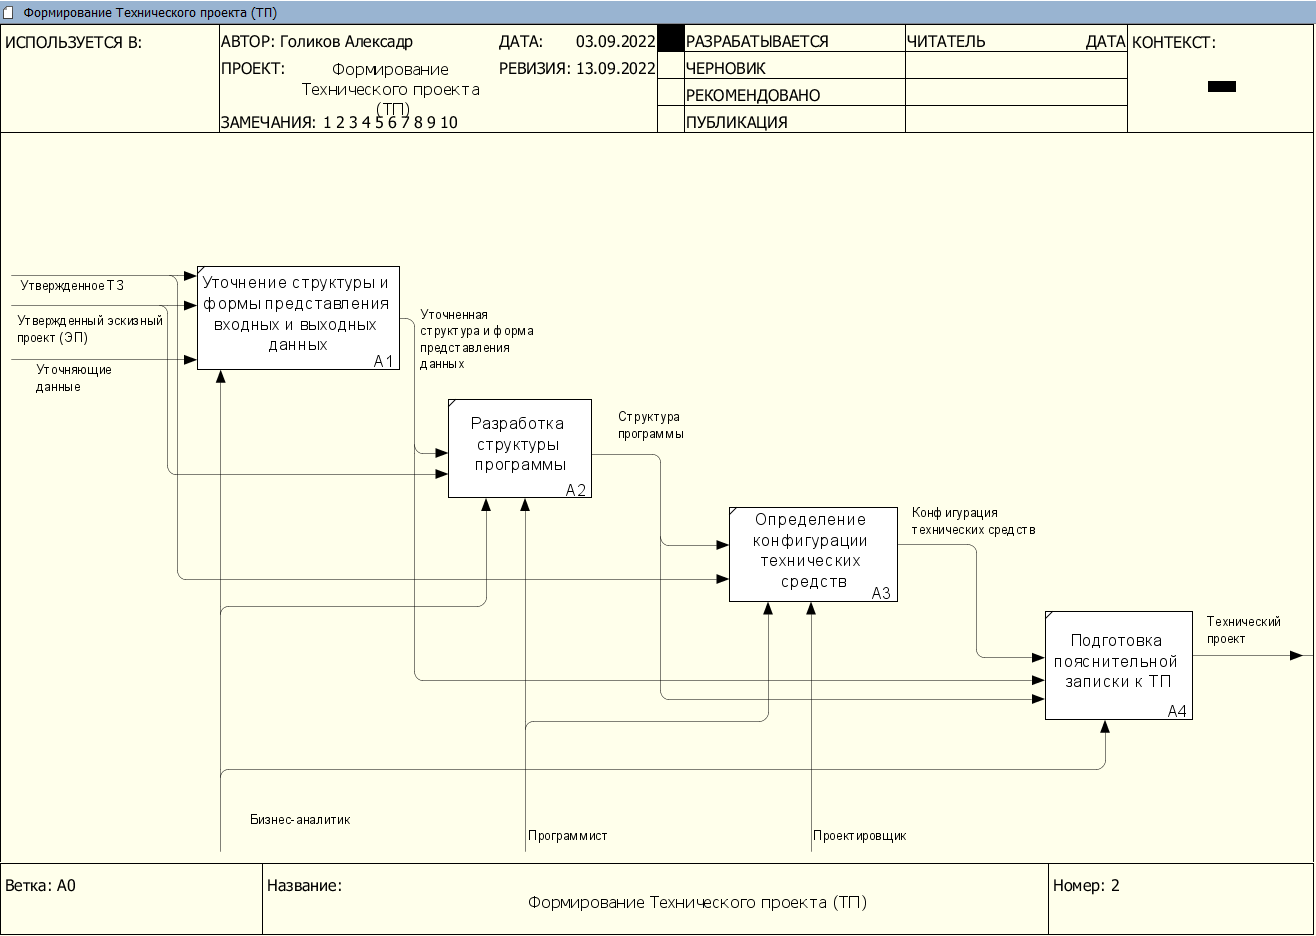 Формирование Технического проекта (ТП)
ИСПОЛЬЗУЕТСЯ В:
АВТОР: Голиков Алексадр
ДАТА: 03.09.2022
ПРОЕКТ: Формирование
Технического проекта
(ТП)
РЕВИЗИЯ: 13.09.2022
ЗАМЕЧАНИЯ: 1 2 3 4 5 6 7 8 9 10
РАЗРАБАТЫВАЕТСЯ
ЧЕРНОВИК
РЕКОМЕНДОВАНО
ПУБЛИКАЦИЯ
ЧИТАТЕЛЬ ДАТА
КОНТЕКСТ:
Утвержденное ТЗ
Утвержденный эскизный
проект (ЭП)
Уточняющие
данные
Уточнение структуры и
формы представления
входных и выходных
данных
A1
Уточненная
структура и форма
представления
данных
Разработка
структуры
программы
A2
Структура
программы
Определение
конфигурации
технических
средств
A3
Конфигурация
технических средств
Подготовка
пояснительной
записки к ТП
A4
Технический
проект
Бизнес-аналитик
Программист
Проектировщик
Ветка: A0
Название:
Формирование Технического проекта (ТП)
Номер: 2